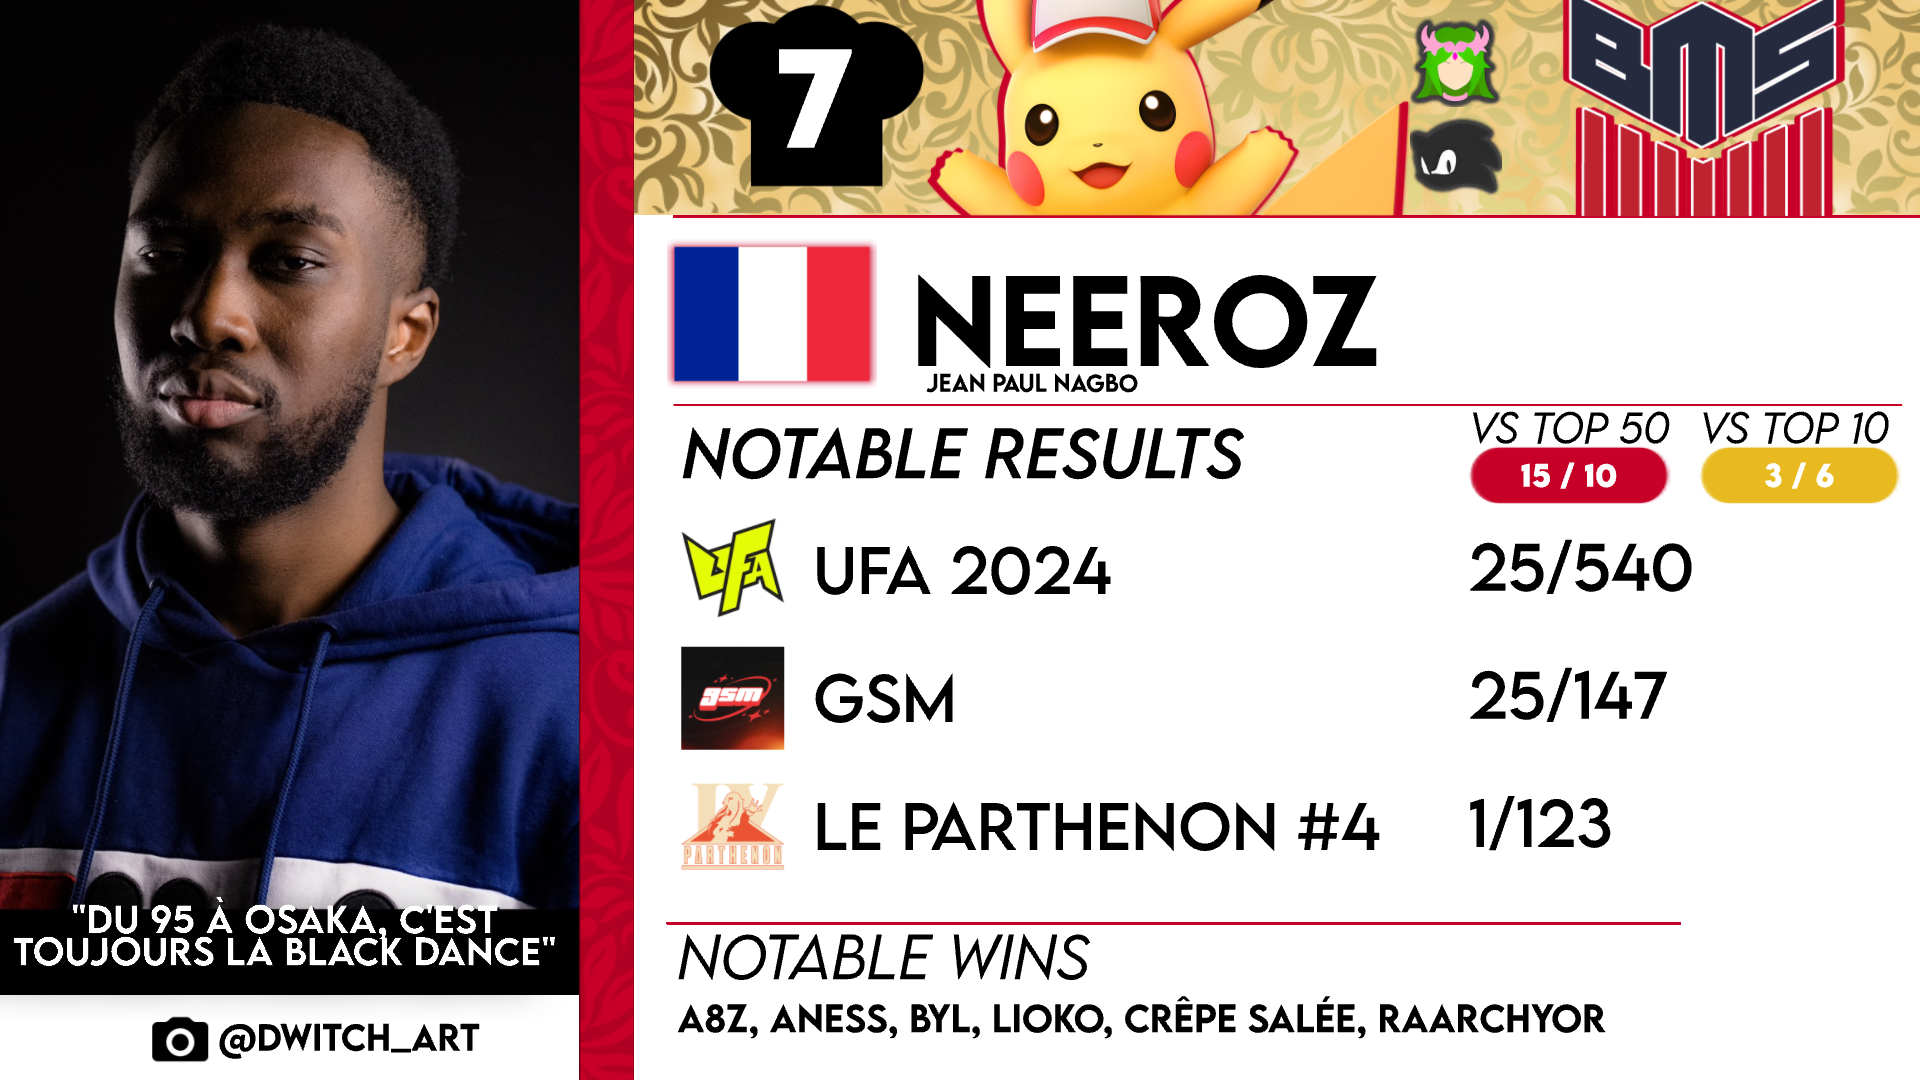 7
BMS
NEEROZ
JEAN PAUL NAGBO
NOTABLE RESULTS
VS TOP 50
VS TOP 10
15 / 10
3 / 6
UFA
UFA 2024
25/540
gsm
GSM
25/147
IV
PARTHENON
LE PARTHENON #4
1/123
"DU 95 À OSAKA, C'EST
TOUJOURS LA BLACK DANCE"
@DWITCH_ART
NOTABLE WINS
A8Z, ANESS, BYL, LIOKO, CRÊPE SALÉE, RAARCHYOR